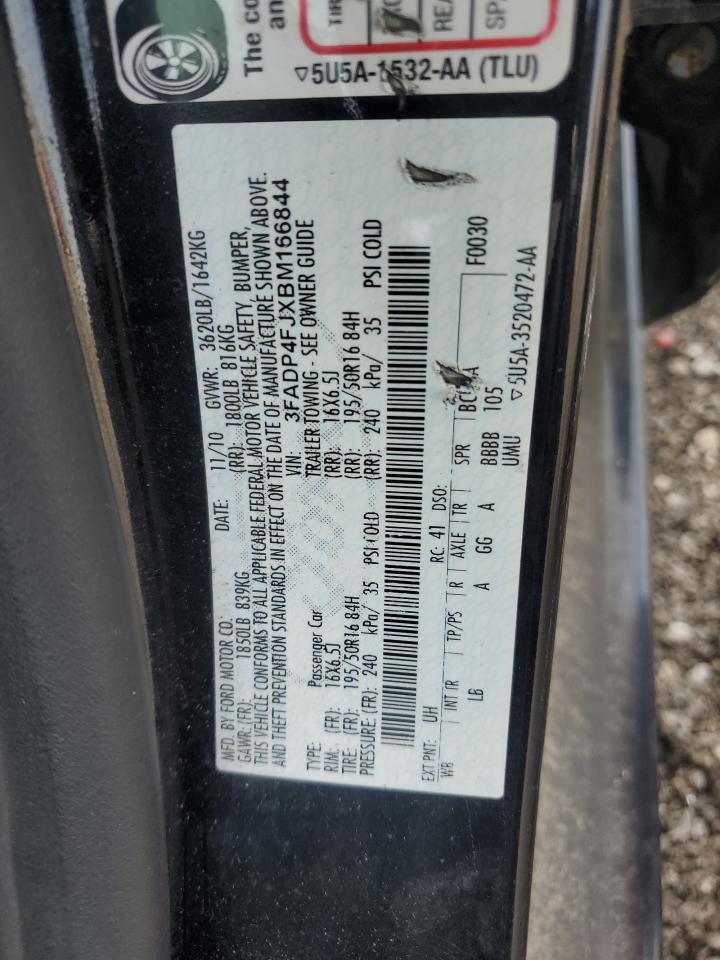 The co
an
TIR
REA
SP
▽5U5A-1532-AA (TLU)
MFD. BY FORD MOTOR CO.
DATE: 11/10 GVWR: 3620LB/1642KG
GAWR: (FR): 1850LB 839KG (RR): 1800LB 816KG
THIS VEHICLE CONFORMS TO ALL APPLICABLE FEDERAL MOTOR VEHICLE SAFETY, BUMPER,
AND THEFT PREVENTION STANDARDS IN EFFECT ON THE DATE OF MANUFACTURE SHOWN ABOVE.
VIN: 3FADP4FJXBM166844
TYPE: Passenger Car TRAILER TOWING - SEE OWNER GUIDE
RIM: (FR): 16X6.5J (RR): 16X6.5J
TIRE: (FR): 195/50R16 84H (RR): 195/50R16 84H
PRESSURE: (FR): 240 kPa/ 35 PSI COLD (RR): 240 kPa/ 35 PSI COLD
EXT PNT: UH RC: 41 DSO: F0030
WB INT TR TP/PS R AXLE TR SPR
LB A GG A BBBB 105
UMU
▽5U5A-3520472-AA